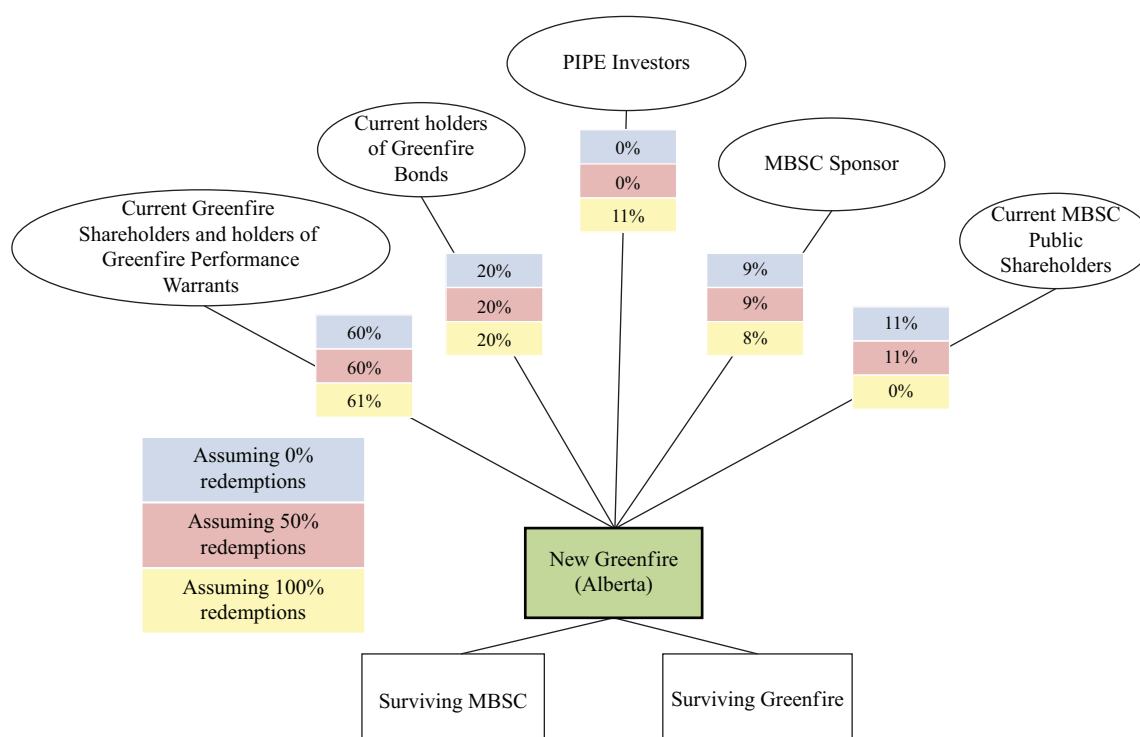 PIPE Investors
Current holders
of Greenfire
Bonds
MBSC Sponsor
Current Greenfire
Shareholders and holders of
Greenfire Performance
Warrants
Current MBSC
Public
Shareholders
0%
0%
11%
20%
20%
20%
9%
9%
8%
60%
60%
61%
11%
11%
0%
Assuming 0%
redemptions
Assuming 50%
redemptions
Assuming 100%
redemptions
New Greenfire
(Alberta)
Surviving MBSC
Surviving Greenfire